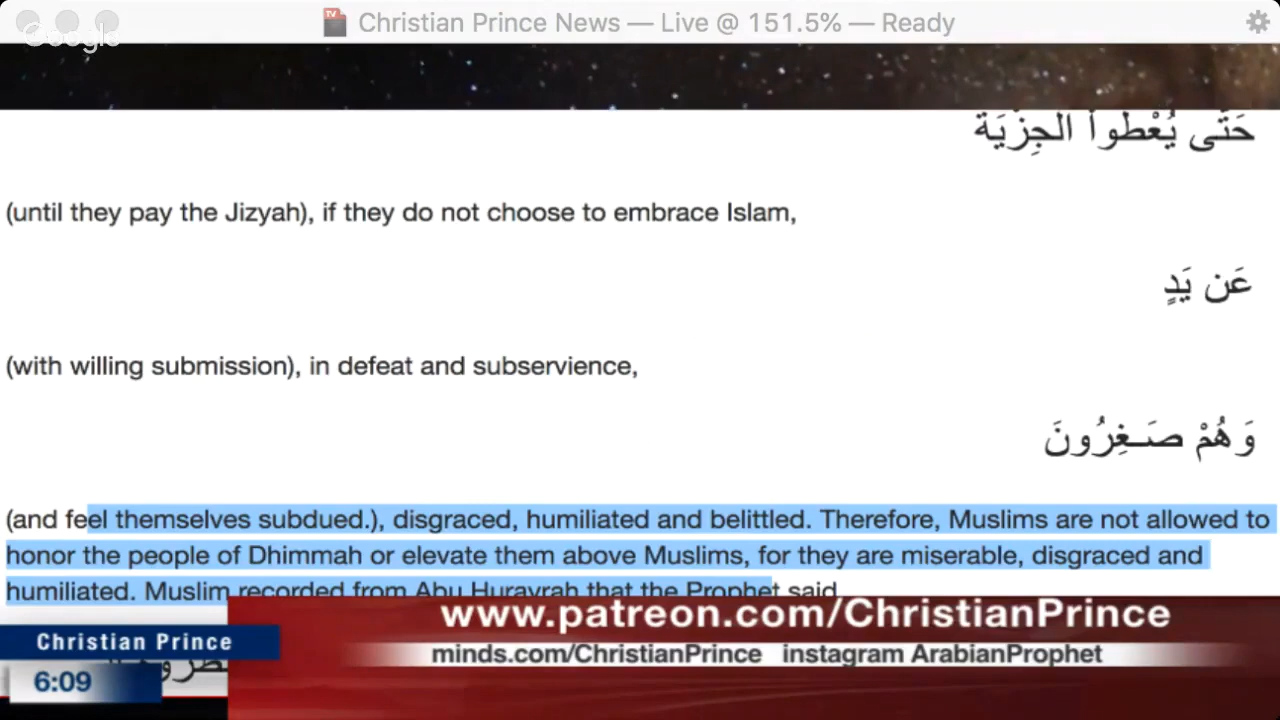 Christian Prince News — Live @ 151.5% — Ready
Google
حَتَّى يُعْطُواْ الْجِزْيَةَ
(until they pay the Jizyah), if they do not choose to embrace Islam,
عَن يَدٍ
(with willing submission), in defeat and subservience,
وَهُمْ صَـغِرُونَ
(and feel themselves subdued.), disgraced, humiliated and belittled. Therefore, Muslims are not allowed to
honor the people of Dhimmah or elevate them above Muslims, for they are miserable, disgraced and
humiliated. Muslim recorded from Abu Hurayrah that the Prophet said
www.patreon.com/ChristianPrince
Christian Prince
minds.com/ChristianPrince instagram ArabianProphet
6:09